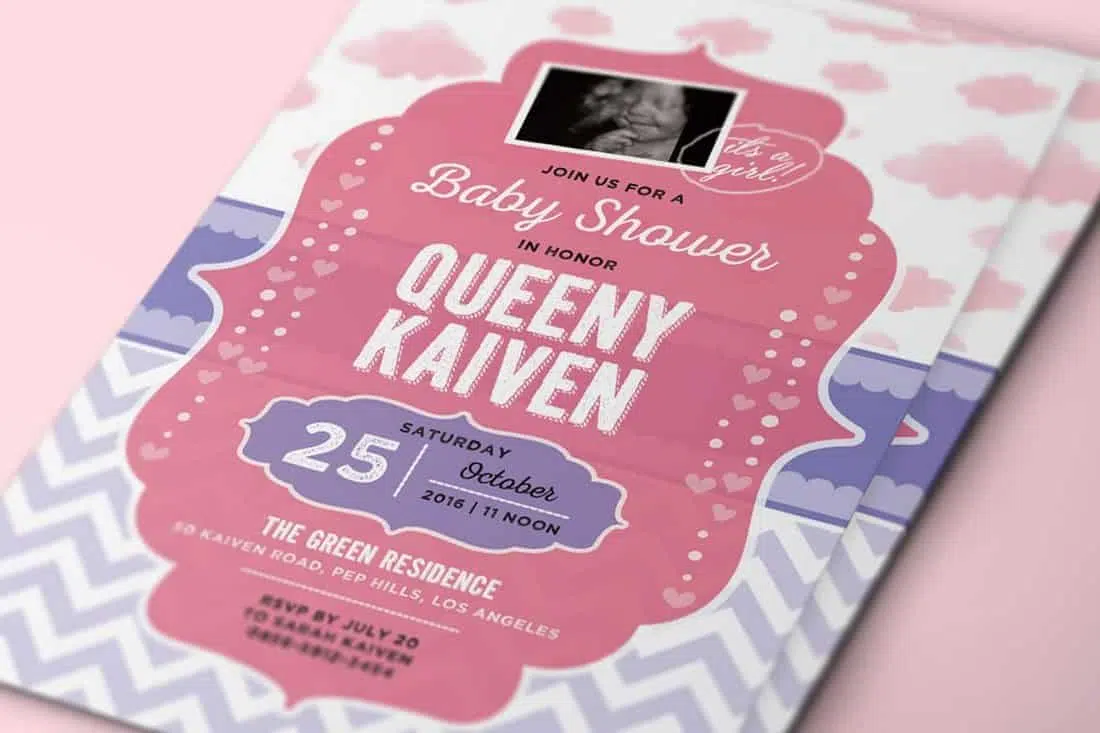 it's a
girl!
JOIN US FOR A
Baby Shower
IN HONOR
QUEENY
KAIVEN
SATURDAY
25
October
2016 | 11 NOON
THE GREEN RESIDENCE
50 KAIVEN ROAD, PEP HILLS, LOS ANGELES
RSVP BY JULY 20
TO SARAH KAIVEN